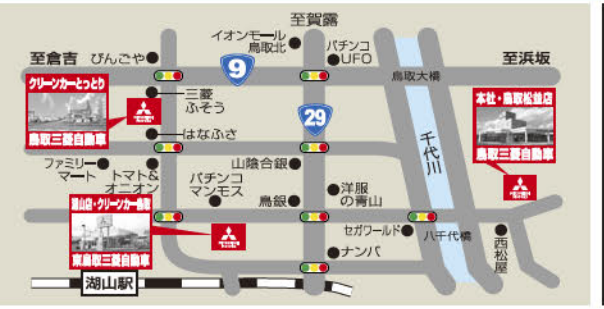 至賀露
イオンモール
鳥取北
パチンコ
UFO
至倉吉
びんごや
9
至浜坂
鳥取大橋
クリーンカーとっとり
鳥取三菱自動車
三菱
ふそう
29
本社・鳥取松並店
鳥取三菱自動車
はなふさ
千代川
ファミリー
マート
トマト&
オニオン
山陰合銀
パチンコ
マンモス
鳥銀
洋服
の青山
湖山店・クリーンカー鳥取
東鳥取三菱自動車
セガワールド
八千代橋
西松屋
ナンバ
湖山駅